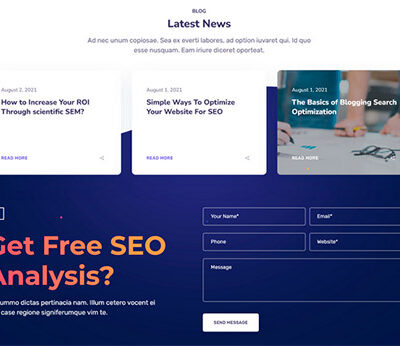 BLOG
Latest News
Ad nec unum copiosae. Sea ex everti labores, ad option iuvaret qui. Id quo
esse nusquam. Eam iriure diceret oporteat.
August 2, 2021
How to Increase Your ROI
Through scientific SEM?
READ MORE
August 1, 2021
Simple Ways To Optimize
Your Website For SEO
READ MORE
August 1, 2021
The Basics of Blogging Search
Optimization
READ MORE
Get Free SEO
Analysis?
ummo dictas pertinacia nam. Illum cetero vocent ei
case regione signiferumque vim te.
Your Name*
Email*
Phone
Website*
Message
SEND MESSAGE